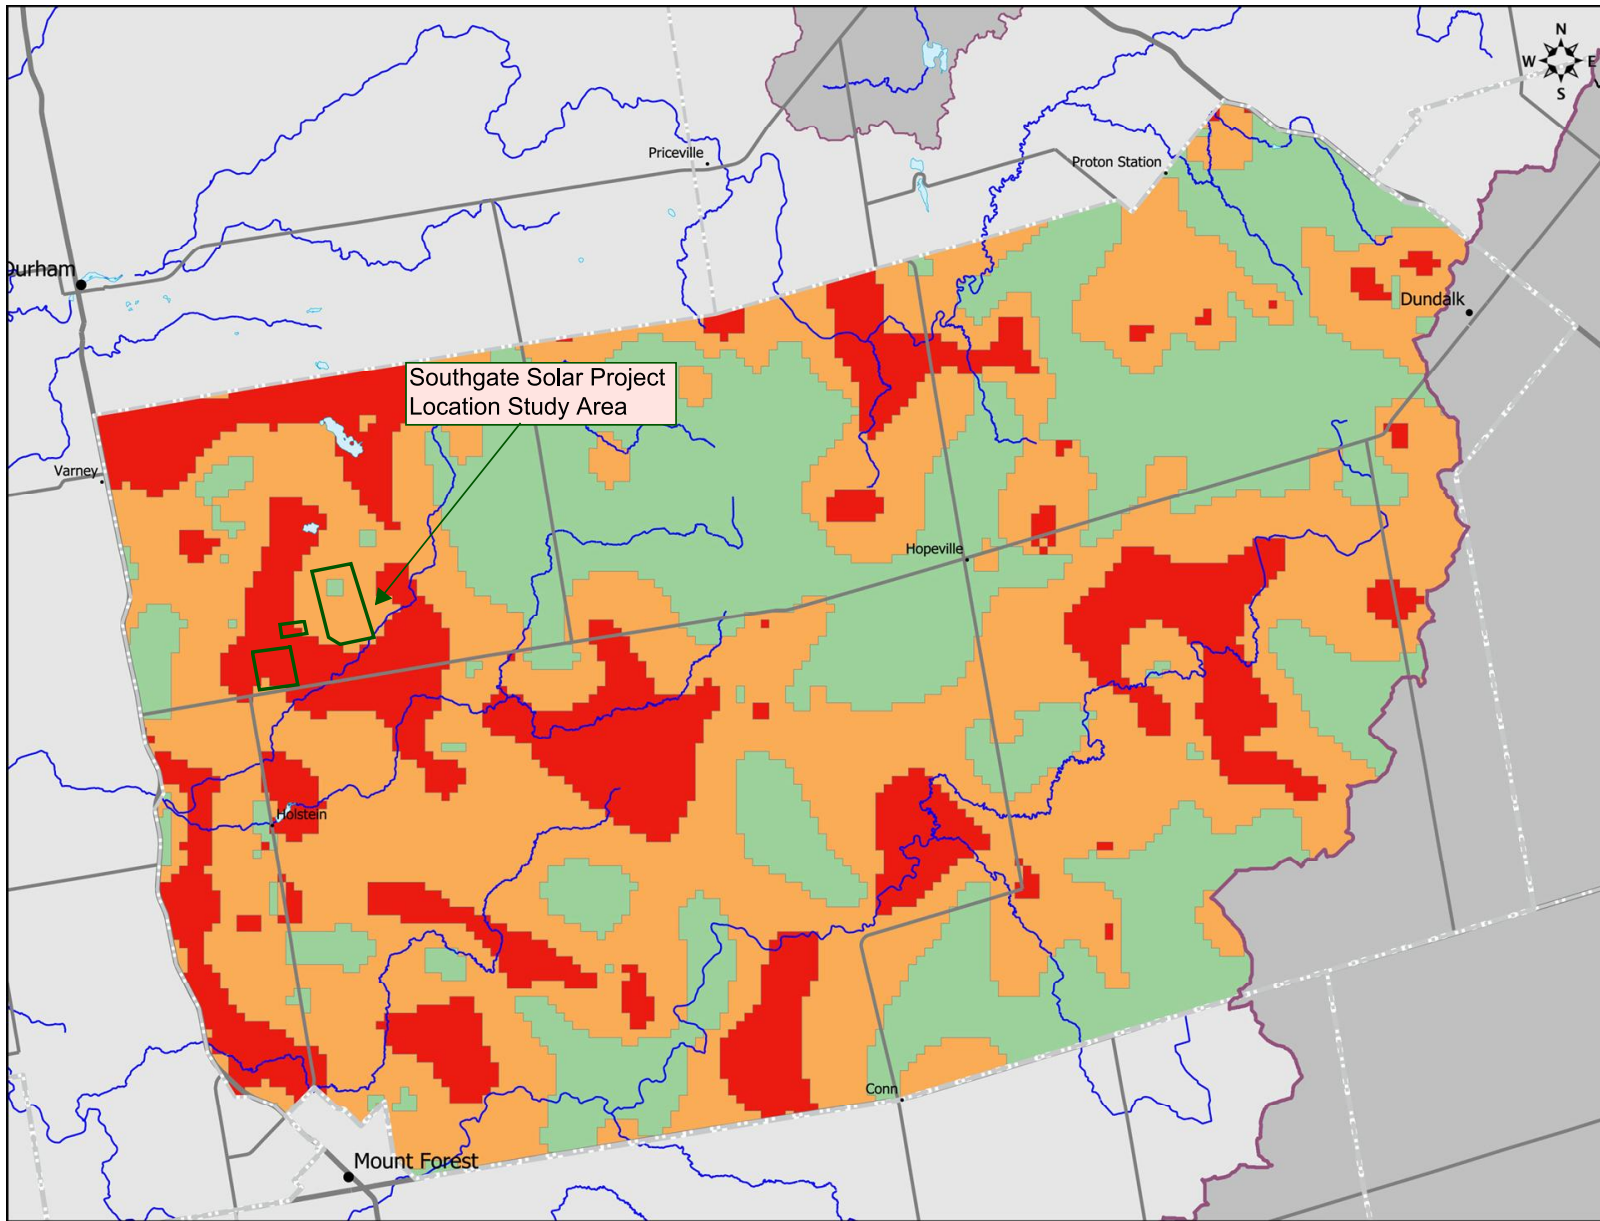 N
W E
S
Priceville
Proton Station
Durham
Dundalk
Southgate Solar Project
Location Study Area
Varney
Hopeville
Holstein
Conn
Mount Forest